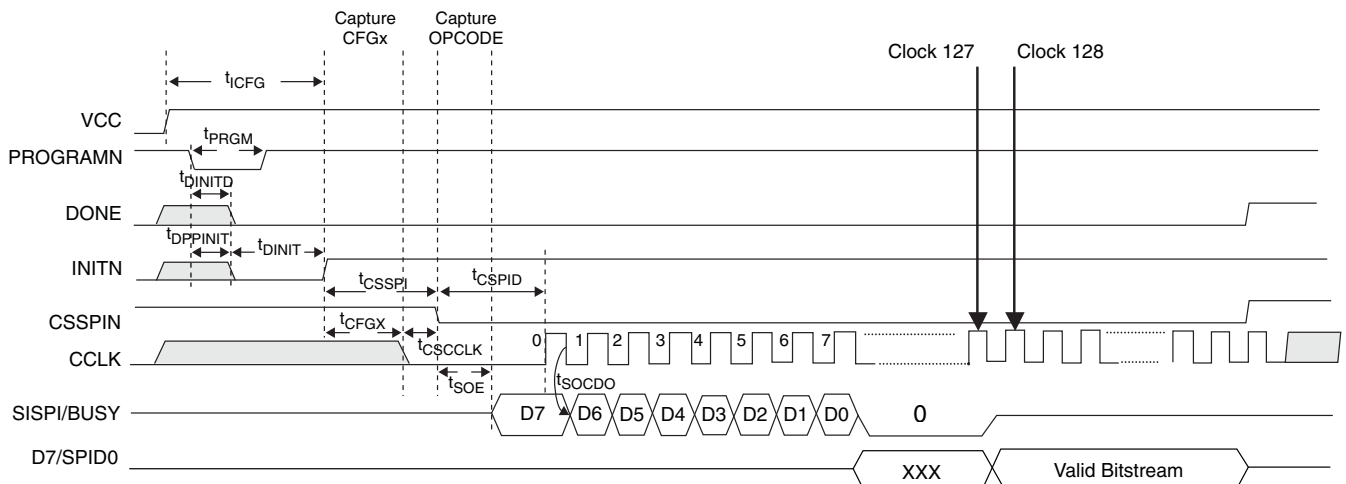 Capture CFGx
Capture OPCODE
Clock 127
Clock 128
tICFG
VCC
tPRGM
PROGRAMN
tDINITD
DONE
tDPPINIT
tDINIT
INITN
tCSSPI
tCSPID
CSSPIN
tCFGX
tCSCCLK
0 1 2 3 4 5 6 7
CCLK
tSOE
tSOCDO
SISPI/BUSY
D7 D6 D5 D4 D3 D2 D1 D0 0
D7/SPID0
XXX
Valid Bitstream